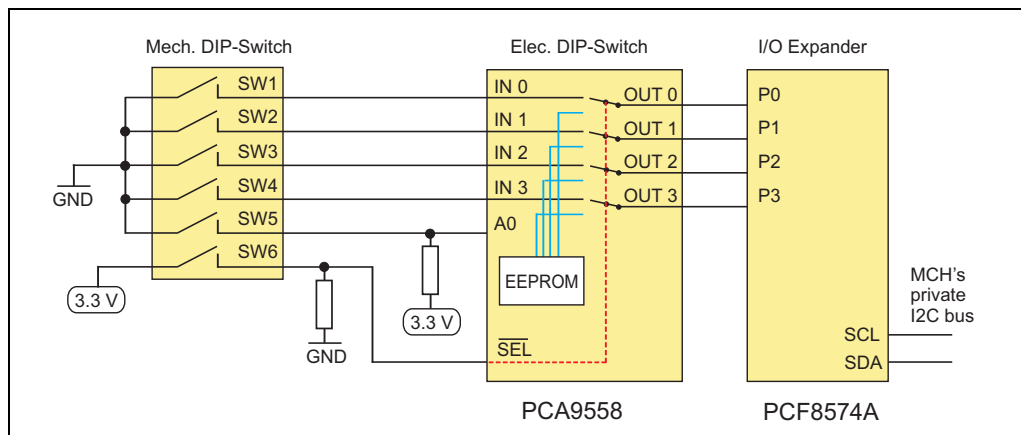 Mech. DIP-Switch
Elec. DIP-Switch
I/O Expander
SW1
SW2
SW3
SW4
SW5
SW6
GND
3.3 V
GND
3.3 V
IN 0
IN 1
IN 2
IN 3
A0
SEL
EEPROM
OUT 0
OUT 1
OUT 2
OUT 3
P0
P1
P2
P3
SCL
SDA
MCH's
private
I2C bus
PCA9558
PCF8574A